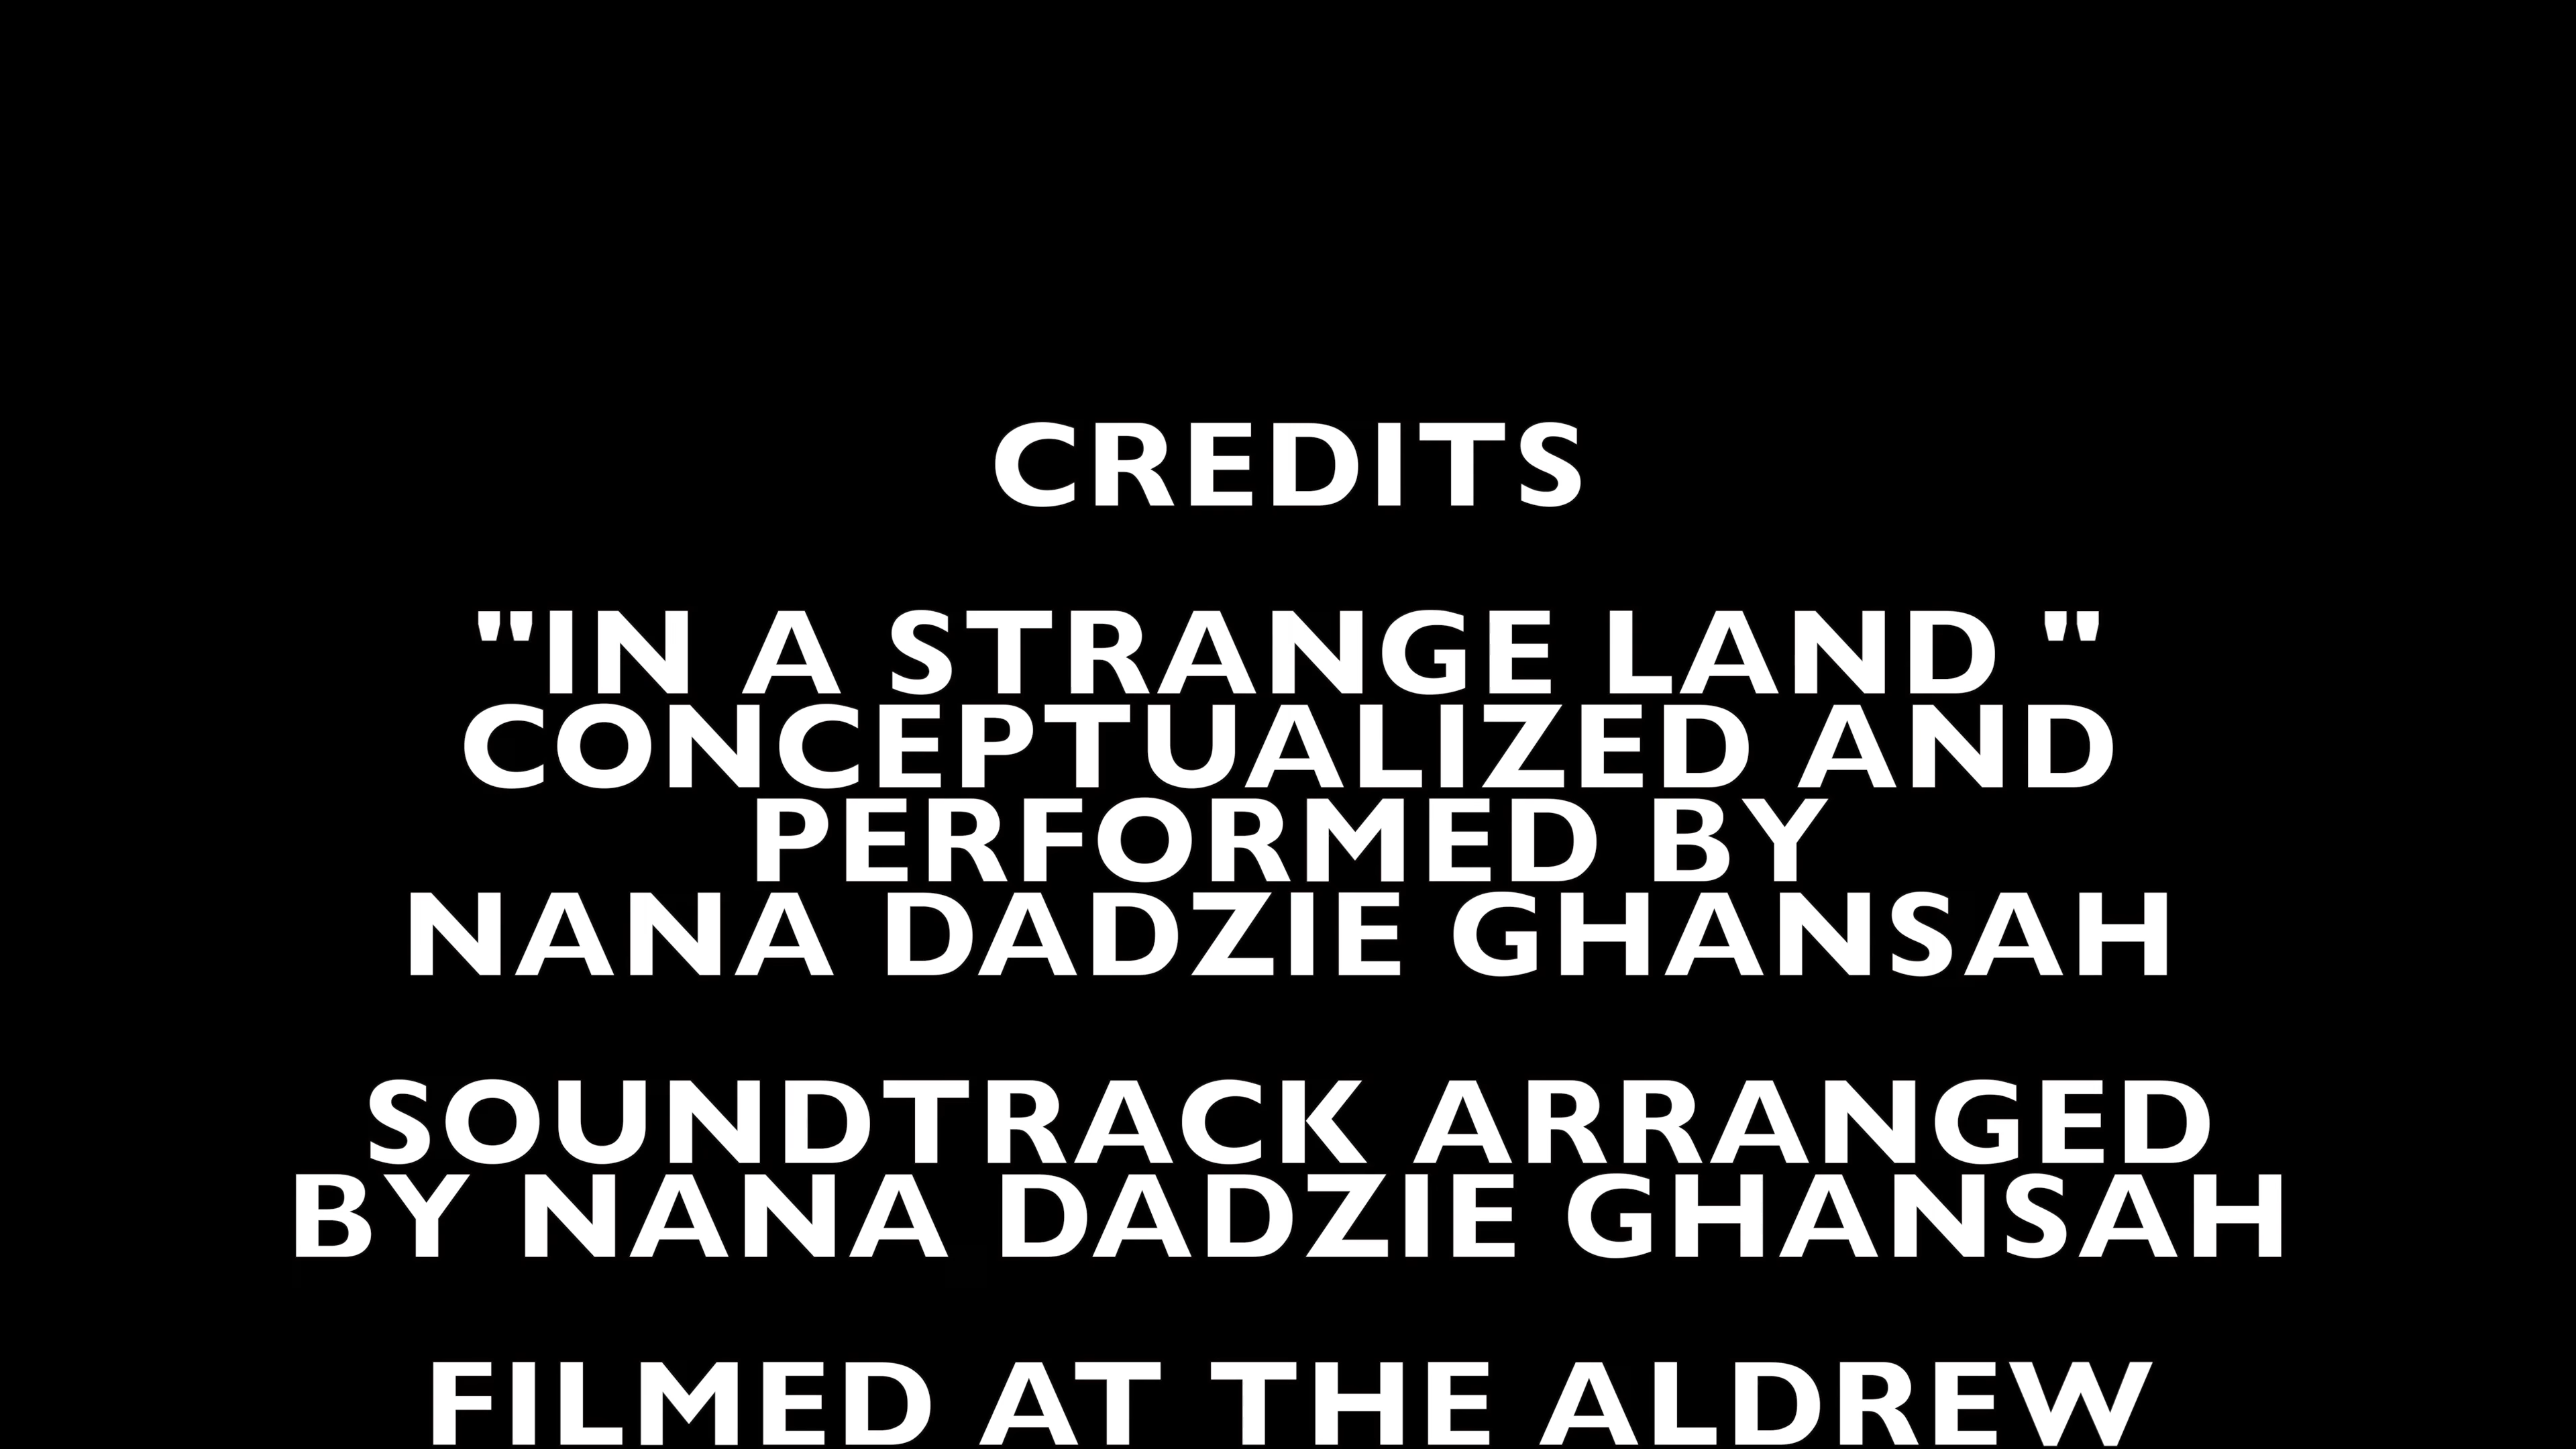 CREDITS
"IN A STRANGE LAND "
CONCEPTUALIZED AND
PERFORMED BY
NANA DADZIE GHANSAH
SOUNDTRACK ARRANGED
BY NANA DADZIE GHANSAH
FILMED AT THE ALDREW